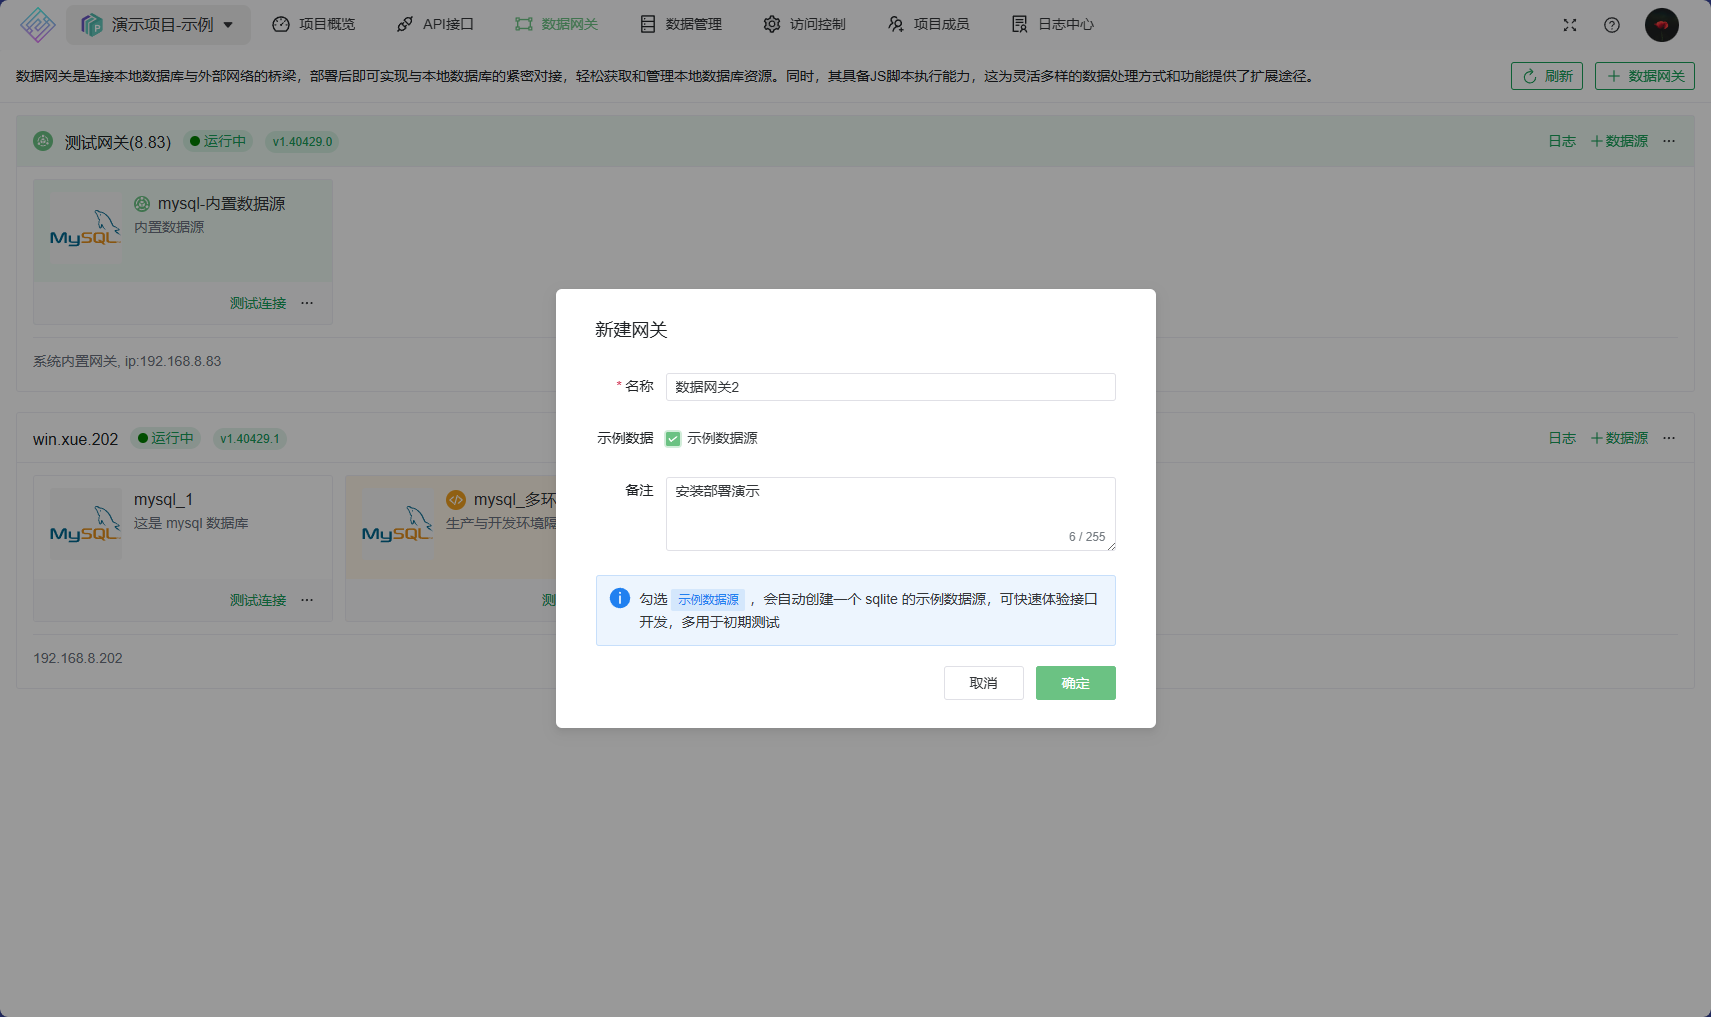 演示项目-示例
项目概览
API接口
数据网关
数据管理
访问控制
项目成员
日志中心
数据网关是连接本地数据库与外部网络的桥梁，部署后即可实现与本地数据库的紧密对接，轻松获取和管理本地数据库资源。同时，其具备JS脚本执行能力，这为灵活多样的数据处理方式和功能提供了扩展途径。
刷新
数据网关
测试网关(8.83)
运行中
v1.40429.0
日志
数据源
MySQL
mysql-内置数据源
内置数据源
测试连接
系统内置网关, ip:192.168.8.83
win.xue.202
运行中
v1.40429.1
日志
数据源
MySQL
mysql_1
这是 mysql 数据库
测试连接
MySQL
mysql_多环
生产与开发环境隔
测
192.168.8.202
新建网关
* 名称
数据网关2
示例数据
示例数据源
备注
安装部署演示
6 / 255
勾选 示例数据源 ，会自动创建一个 sqlite 的示例数据源，可快速体验接口
开发，多用于初期测试
取消
确定